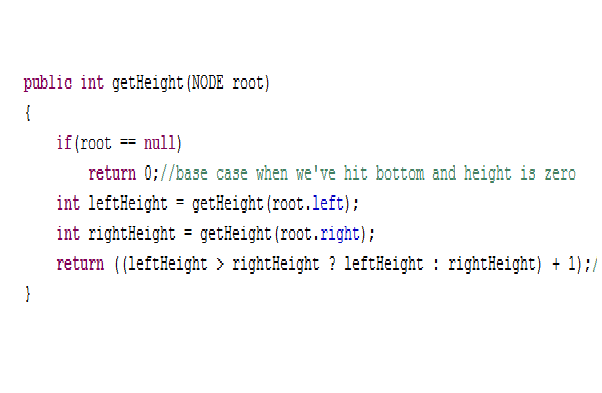 public int getHeight(NODE root)
{
if(root == null)
return 0;//base case when we've hit bottom and height is zero
int leftHeight = getHeight(root.left);
int rightHeight = getHeight(root.right);
return ((leftHeight > rightHeight ? leftHeight : rightHeight) + 1);/
}